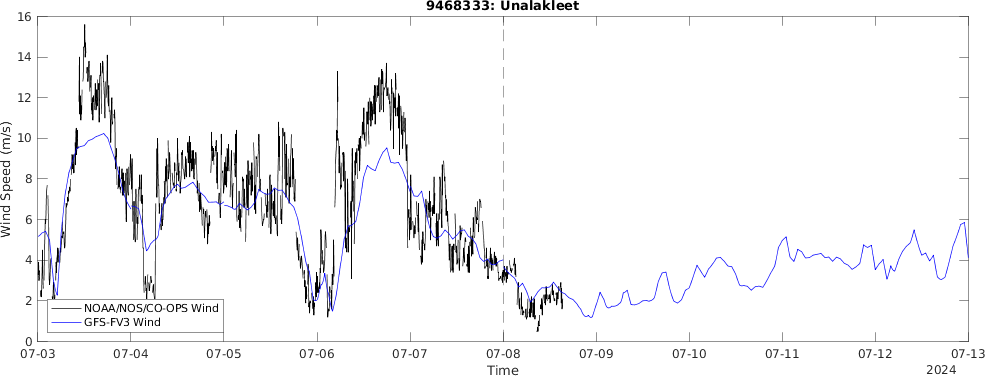 9468333: Unalakleet
16
14
12
10
8
6
4
2
0
Wind Speed (m/s)
NOAA/NOS/CO-OPS Wind
GFS-FV3 Wind
07-03 07-04 07-05 07-06 07-07 07-08 07-09 07-10 07-11 07-12 07-13
Time
2024